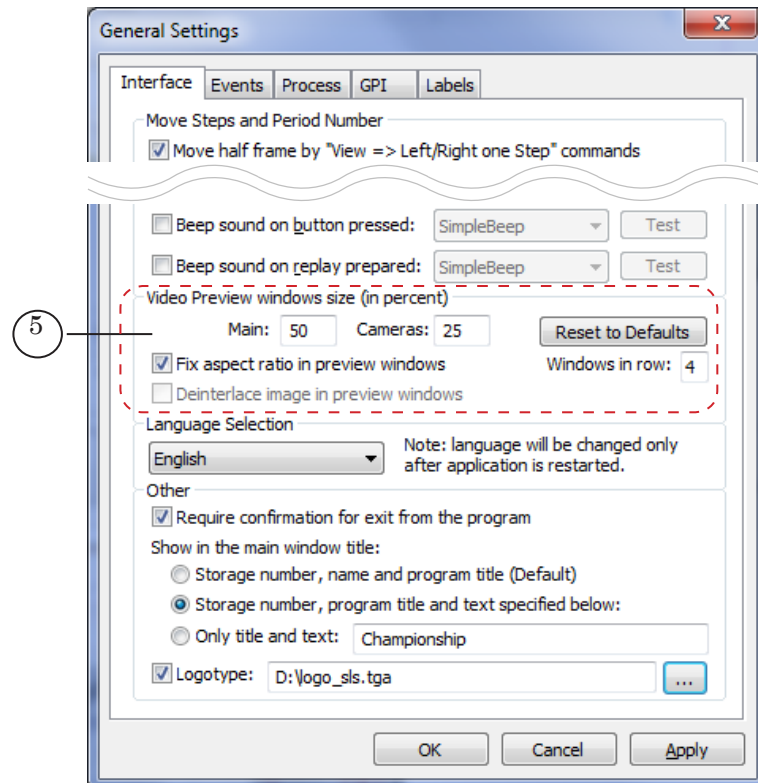 General Settings
Interface Events Process GPI Labels
Move Steps and Period Number
Move half frame by "View => Left/Right one Step" commands
Beep sound on button pressed: SimpleBeep Test
Beep sound on replay prepared: SimpleBeep Test
Video Preview windows size (in percent)
5
Main: 50 Cameras: 25 Reset to Defaults
Fix aspect ratio in preview windows Windows in row: 4
Deinterlace image in preview windows
Language Selection
English Note: language will be changed only
after application is restarted.
Other
Require confirmation for exit from the program
Show in the main window title:
Storage number, name and program title (Default)
Storage number, program title and text specified below:
Only title and text: Championship
Logotype: D:\logo_sls.tga ...
OK Cancel Apply